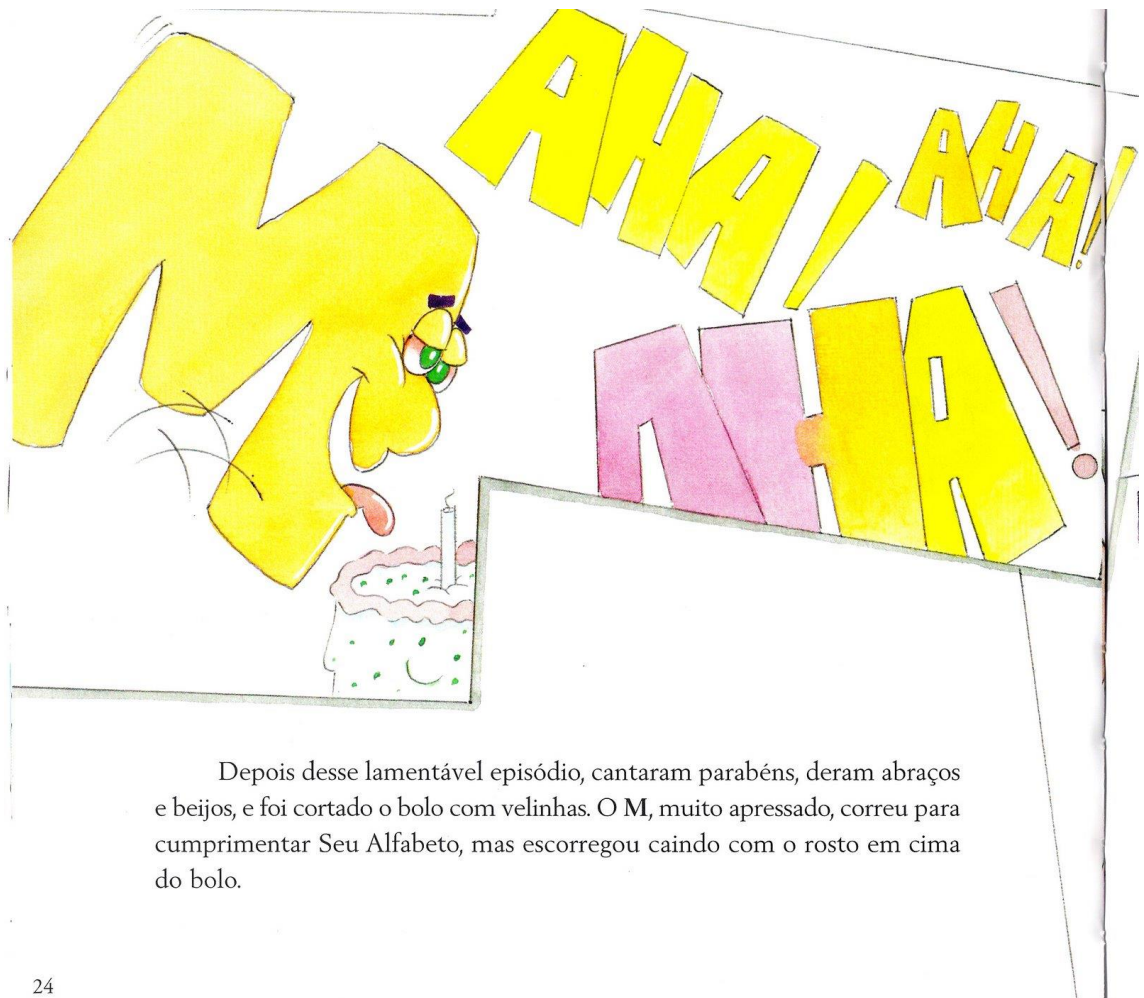 AHA!
AHA!
AHA!
Depois desse lamentável episódio, cantaram parabéns, deram abraços
e beijos, e foi cortado o bolo com velinhas. O M, muito apressado, correu para
cumprimentar Seu Alfabeto, mas escorregou caindo com o rosto em cima
do bolo.
24